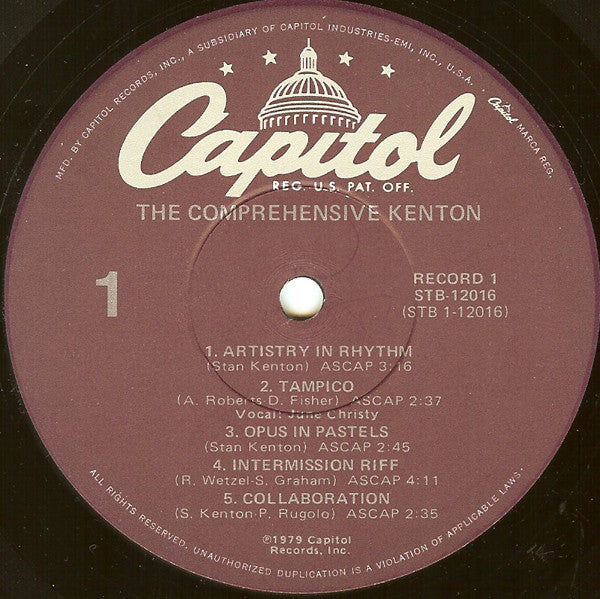 MFD. BY CAPITOL RECORDS, INC., A SUBSIDIARY OF CAPITOL INDUSTRIES-EMI, INC., U.S.A.
Capitol MARCA REG.
Capitol
REG. U.S. PAT. OFF.
THE COMPREHENSIVE KENTON
1
RECORD 1
STB-12016
(STB 1-12016)
1. ARTISTRY IN RHYTHM
(Stan Kenton) ASCAP 3:16
2. TAMPICO
(A. Roberts-D. Fisher) ASCAP 2:37
Vocal: June Christy
3. OPUS IN PASTELS
(Stan Kenton) ASCAP 2:45
4. INTERMISSION RIFF
(R. Wetzel-S. Graham) ASCAP 4:11
5. COLLABORATION
(S. Kenton-P. Rugolo) ASCAP 2:35
℗1979 Capitol
Records, Inc.
ALL RIGHTS RESERVED. UNAUTHORIZED DUPLICATION IS A VIOLATION OF APPLICABLE LAWS.